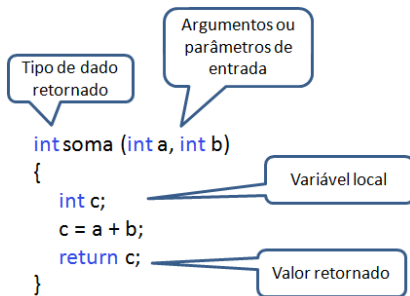 Argumentos ou
parâmetros de
entrada
Tipo de dado
retornado
int soma (int a, int b)
{
int c;
Variável local
c = a + b;
return c;
Valor retornado
}